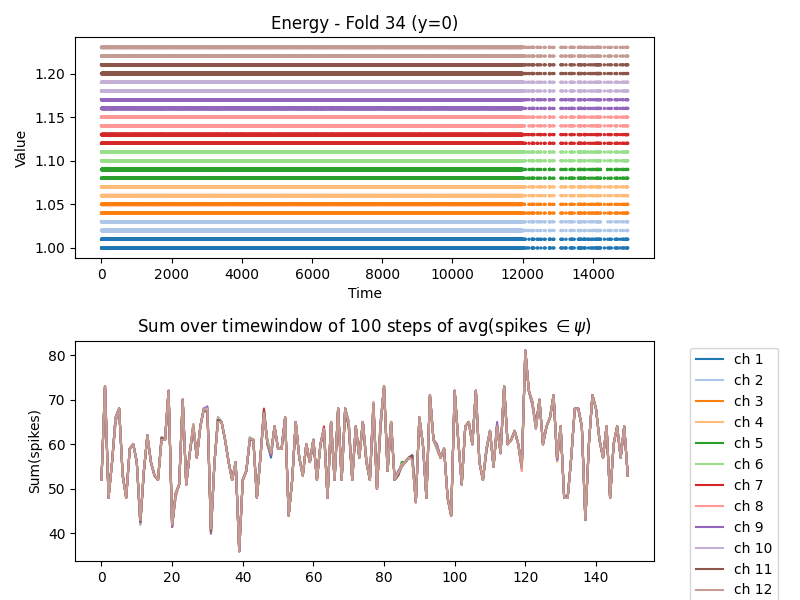 Energy - Fold 34 (y=0)
1.20
1.15
1.10
1.05
1.00
Value
0 2000 4000 6000 8000 10000 12000 14000
Time
Sum over timewindow of 100 steps of avg(spikes ∈ψ)
80
70
60
50
40
Sum(spikes)
0 20 40 60 80 100 120 140
ch 1
ch 2
ch 3
ch 4
ch 5
ch 6
ch 7
ch 8
ch 9
ch 10
ch 11
ch 12